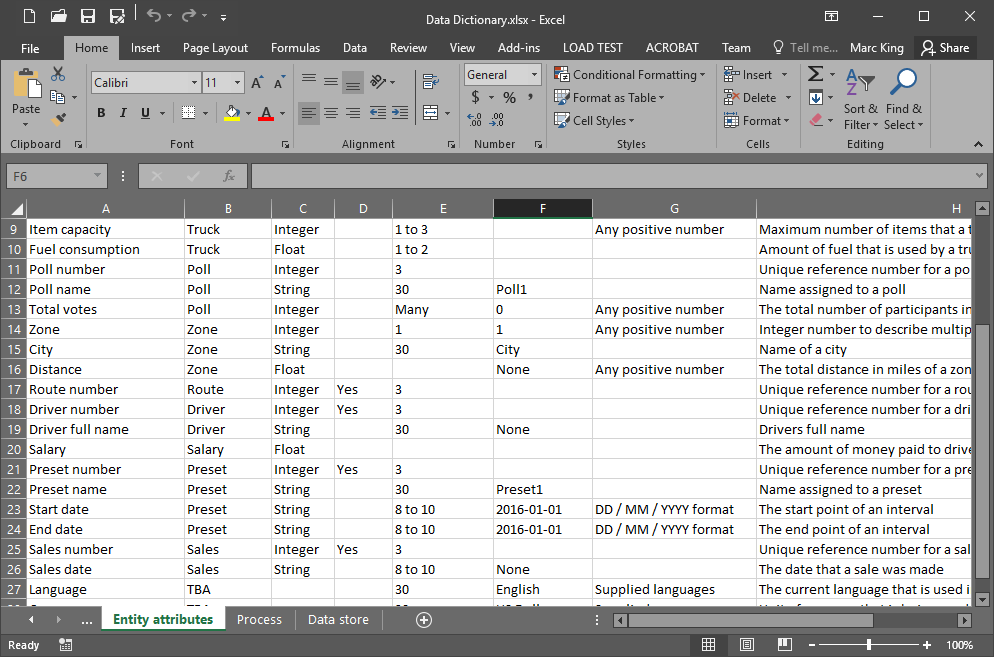 Data Dictionary.xlsx - Excel
File Home Insert Page Layout Formulas Data Review View Add-ins LOAD TEST ACROBAT Team Tell me... Marc King Share
Calibri 11 General Conditional Formatting Insert
Paste B I U A $ % , Format as Table Delete Sort & Find &
Cell Styles Format Filter Select
Clipboard Font Alignment Number Styles Cells Editing
F6 fx
A B C D E F G H
9 Item capacity Truck Integer 1 to 3 Any positive number Maximum number of items that a t
10 Fuel consumption Truck Float 1 to 2 Amount of fuel that is used by a tru
11 Poll number Poll Integer 3 Unique reference number for a po
12 Poll name Poll String 30 Poll1 Name assigned to a poll
13 Total votes Poll Integer Many 0 Any positive number The total number of participants in
14 Zone Zone Integer 1 1 Any positive number Integer number to describe multip
15 City Zone String 30 City Name of a city
16 Distance Zone Float None Any positive number The total distance in miles of a zon
17 Route number Route Integer Yes 3 Unique reference number for a rou
18 Driver number Driver Integer Yes 3 Unique reference number for a dri
19 Driver full name Driver String 30 None Drivers full name
20 Salary Salary Float The amount of money paid to drive
21 Preset number Preset Integer Yes 3 Unique reference number for a pre
22 Preset name Preset String 30 Preset1 Name assigned to a preset
23 Start date Preset String 8 to 10 2016-01-01 DD / MM / YYYY format The start point of an interval
24 End date Preset String 8 to 10 2016-01-01 DD / MM / YYYY format The end point of an interval
25 Sales number Sales Integer Yes 3 Unique reference number for a sal
26 Sales date Sales String 8 to 10 None The date that a sale was made
27 Language TBA 30 English Supplied languages The current language that is used i
... Entity attributes Process Data store
Ready 100%